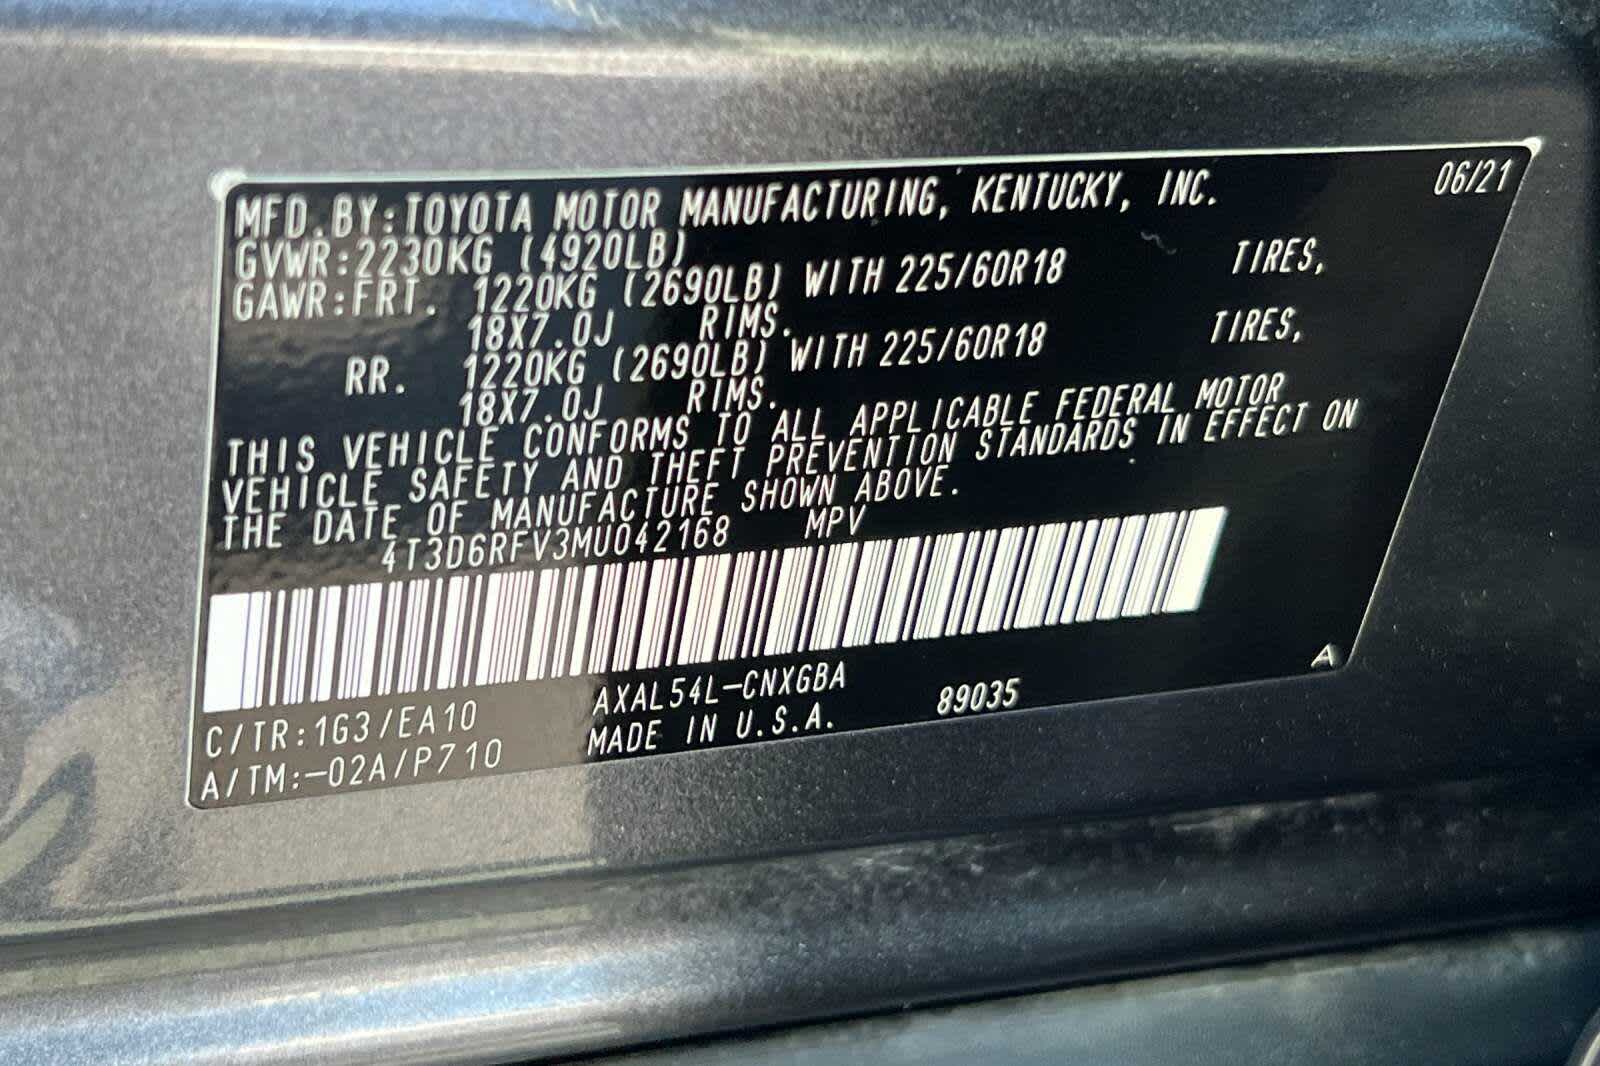 06/21
MFD. BY:TOYOTA MOTOR MANUFACTURING, KENTUCKY, INC.
GVWR:2230KG (4920LB)
GAWR:FRT. 1220KG (2690LB) WITH 225/60R18 TIRES,
18X7.0J RIMS.
RR. 1220KG (2690LB) WITH 225/60R18 TIRES,
18X7.0J RIMS.
THIS VEHICLE CONFORMS TO ALL APPLICABLE FEDERAL MOTOR
VEHICLE SAFETY AND THEFT PREVENTION STANDARDS IN EFFECT ON
THE DATE OF MANUFACTURE SHOWN ABOVE.
4T3D6RFV3MU042168 MPV
A
C/TR:1G3/EA10 AXAL54L-CNXGBA
A/TM:-02A/P710 MADE IN U.S.A. 89035